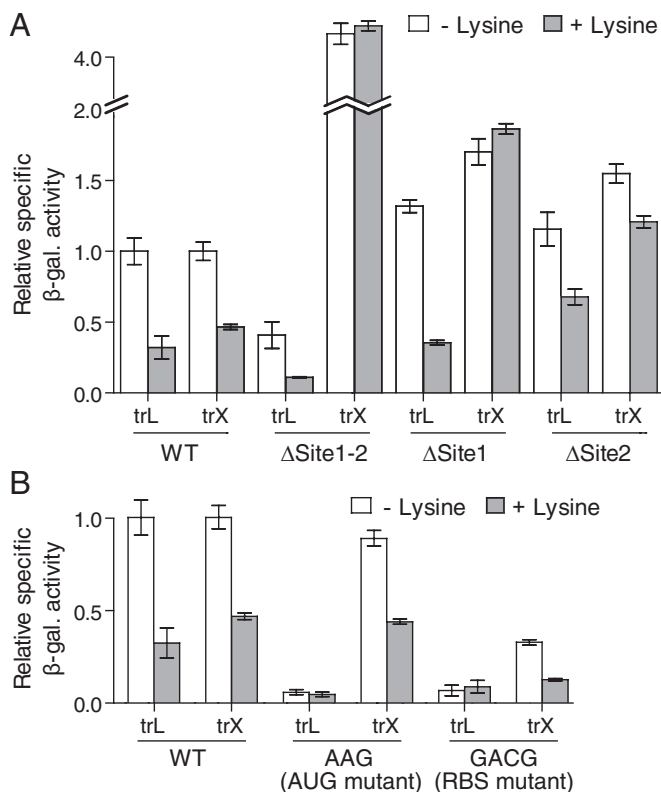 A
- Lysine + Lysine
Relative specific
β-gal. activity
4.0
2.0
1.5
1.0
0.5
0.0
trL trX trL trX trL trX trL trX
WT ΔSite1-2 ΔSite1 ΔSite2
B
- Lysine + Lysine
Relative specific
β-gal. activity
1.0
0.5
0.0
trL trX trL trX trL trX
WT AAG GACG
(AUG mutant) (RBS mutant)